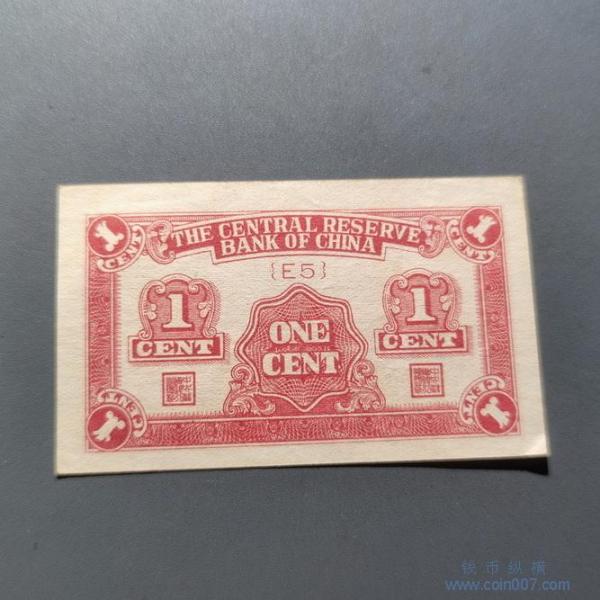 THE CENTRAL RESERVE
BANK OF CHINA
{E5}
1
CENT
1
CENT
ONE
CENT
1
CENT
1
CENT
1
CENT
1
CENT
钱币纵横
www.coin007.com